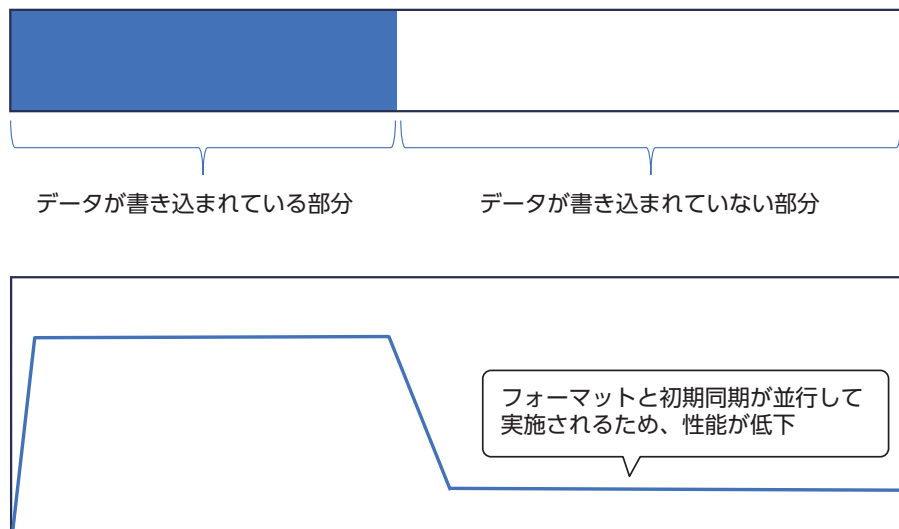 データが書き込まれている部分
データが書き込まれていない部分
フォーマットと初期同期が並行して
実施されるため、性能が低下